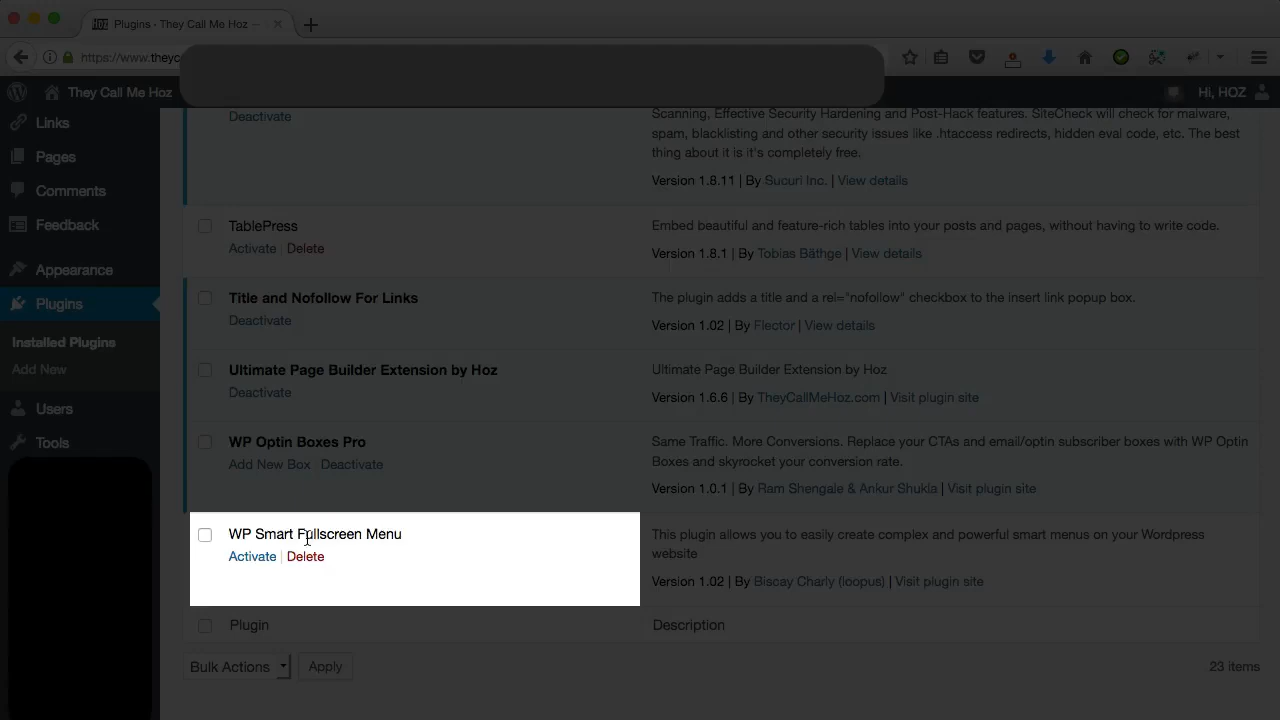 Plugins - They Call Me Hoz —
https://www.theyc
They Call Me Hoz
Hi, HOZ
Links
Pages
Comments
Feedback
Appearance
Plugins
Installed Plugins
Add New
Users
Tools
Deactivate
Scanning, Effective Security Hardening and Post-Hack features. SiteCheck will check for malware,
spam, blacklisting and other security issues like .htaccess redirects, hidden eval code, etc. The best
thing about it is it's completely free.
Version 1.8.11 | By Sucuri Inc. | View details
TablePress
Activate | Delete
Embed beautiful and feature-rich tables into your posts and pages, without having to write code.
Version 1.8.1 | By Tobias Bäthge | View details
Title and Nofollow For Links
Deactivate
The plugin adds a title and a rel="nofollow" checkbox to the insert link popup box.
Version 1.02 | By Flector | View details
Ultimate Page Builder Extension by Hoz
Deactivate
Ultimate Page Builder Extension by Hoz
Version 1.6.6 | By TheyCallMeHoz.com | Visit plugin site
WP Optin Boxes Pro
Add New Box | Deactivate
Same Traffic. More Conversions. Replace your CTAs and email/optin subscriber boxes with WP Optin
Boxes and skyrocket your conversion rate.
Version 1.0.1 | By Ram Shengale & Ankur Shukla | Visit plugin site
WP Smart Fullscreen Menu
Activate | Delete
This plugin allows you to easily create complex and powerful smart menus on your Wordpress
website
Version 1.02 | By Biscay Charly (loopus) | Visit plugin site
Plugin
Description
Bulk Actions
Apply
23 items